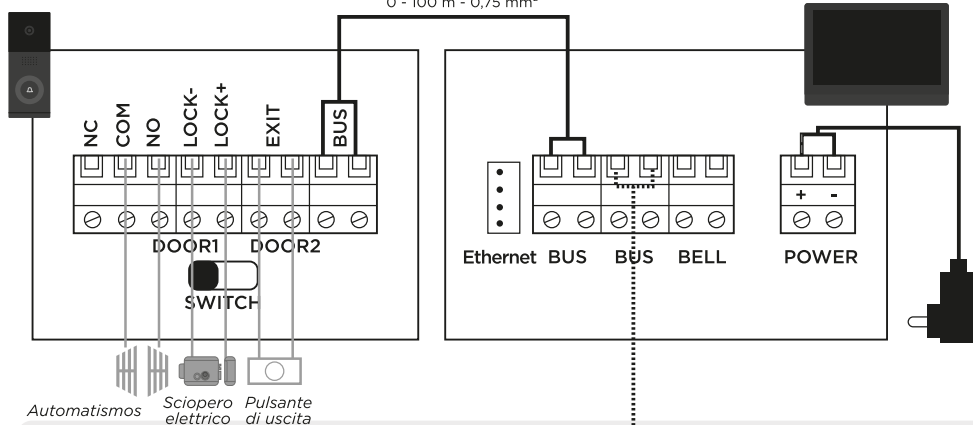 0 - 100 m - 0,75 mm²
NC
COM
NO
LOCK-
LOCK+
EXIT
BUS
DOOR1 DOOR2
SWITCH
+ -
Ethernet BUS BUS BELL POWER
Automatismos
Sciopero
elettrico
Pulsante
di uscita